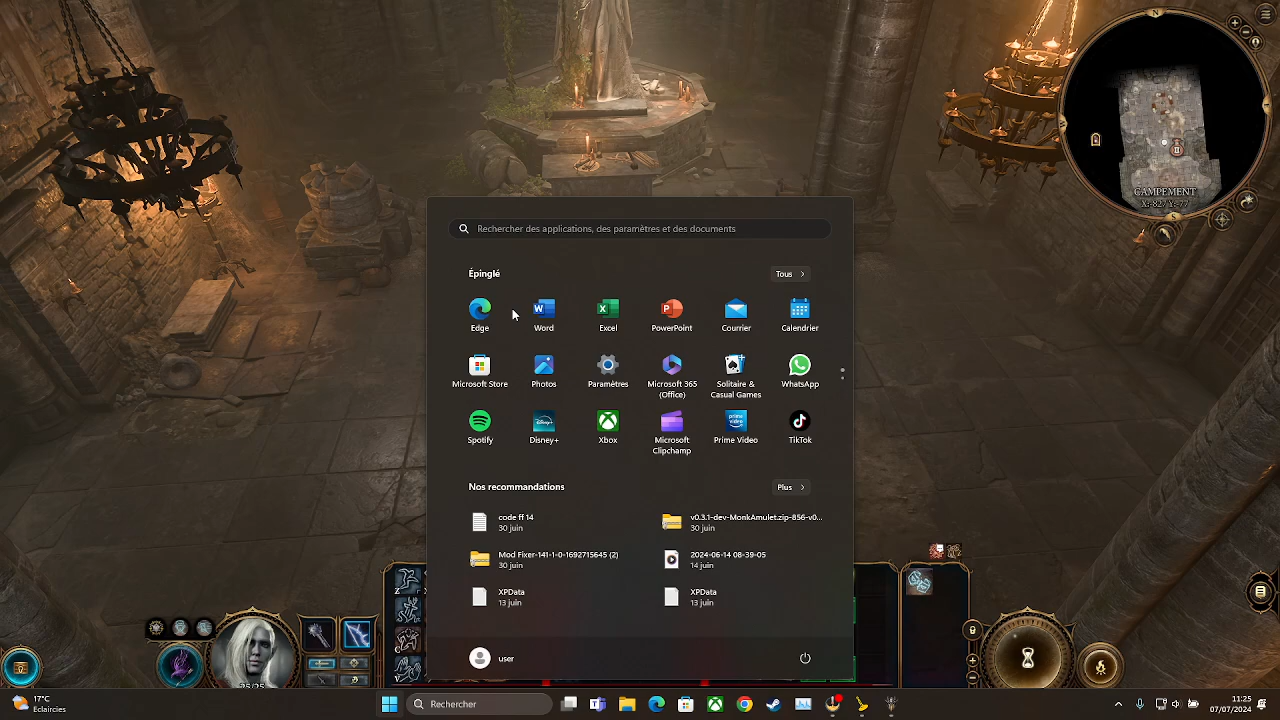 N
CAMPEMENT
X:-827 Y:-77
S
Rechercher des applications, des paramètres et des documents
Épinglé
Tous
Edge
Word
Excel
PowerPoint
Courrier
Calendrier
Microsoft Store
Photos
Paramètres
Microsoft 365
(Office)
Solitaire &
Casual Games
WhatsApp
Spotify
Disney+
Xbox
Microsoft
Clipchamp
Prime Video
TikTok
Nos recommandations
Plus
code ff 14
30 juin
v0.3.1-dev-MonkAmulet.zip-856-v0...
30 juin
Mod Fixer-141-1-0-1692715645 (2)
30 juin
2024-06-14 08-39-05
14 juin
XPData
13 juin
XPData
13 juin
user
17°C
Eclaircies
Rechercher
11:25
07/07/2024